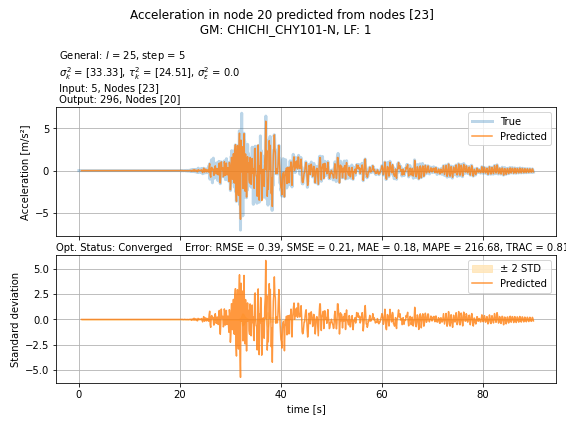 Acceleration in node 20 predicted from nodes [23]
GM: CHICHI_CHY101-N, LF: 1
General: l = 25, step = 5
σ²ₖ = [33.33], τ²ₖ = [24.51], σ²ε = 0.0
Input: 5, Nodes [23]
Output: 296, Nodes [20]
Acceleration [m/s²]
5
0
−5
True
Predicted
Opt. Status: Converged Error: RMSE = 0.39, SMSE = 0.21, MAE = 0.18, MAPE = 216.68, TRAC = 0.81
Standard deviation
5.0
2.5
0.0
−2.5
−5.0
± 2 STD
Predicted
0 20 40 60 80
time [s]